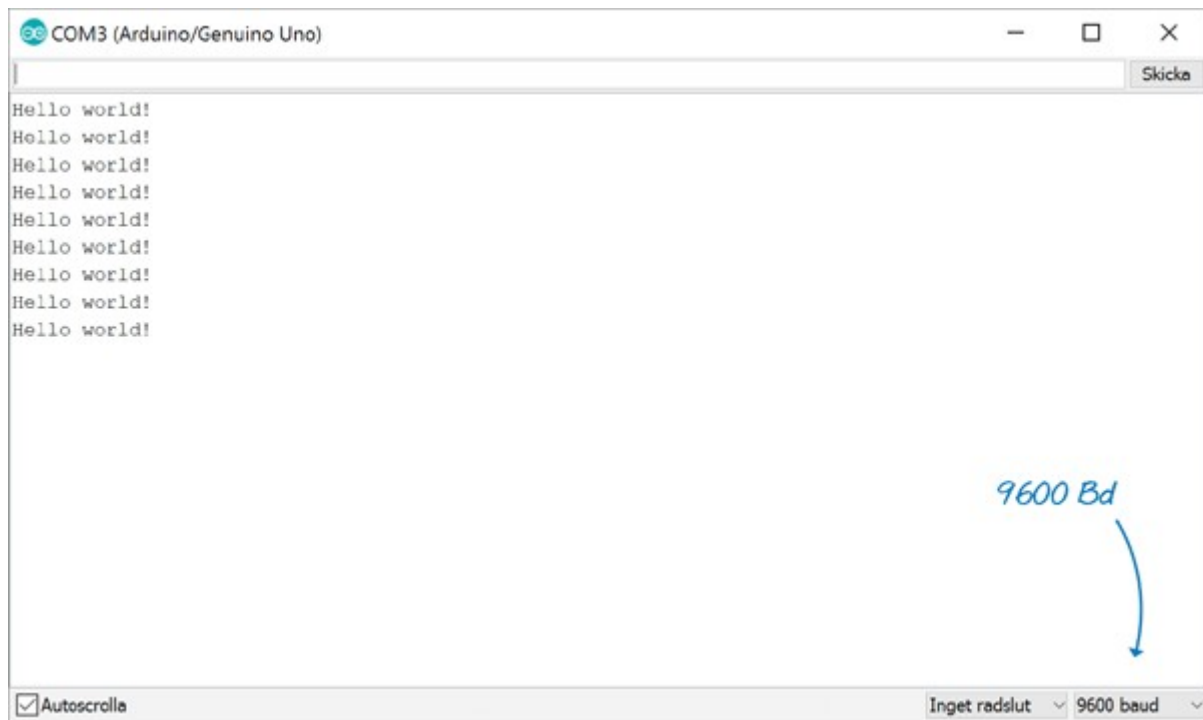 COM3 (Arduino/Genuino Uno)
Skicka
Hello world!
Hello world!
Hello world!
Hello world!
Hello world!
Hello world!
Hello world!
Hello world!
Hello world!
9600 Bd
Autoscrolla
Inget radslut
9600 baud